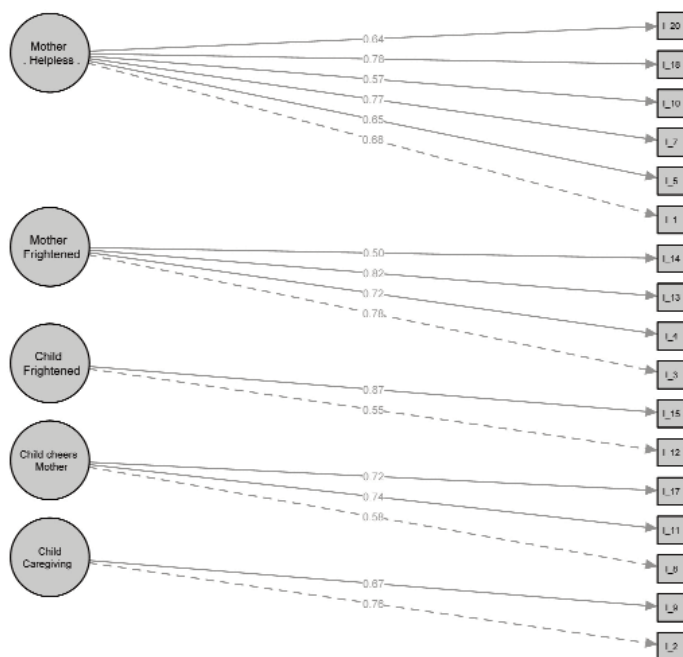 Mother
. Helpless .
0.64
0.78
0.57
0.77
0.65
0.68
I_20
I_18
I_10
I_7
I_5
I_1
Mother
Frightened
0.50
0.82
0.72
0.78
I_14
I_13
I_4
I_3
Child
Frightened
0.87
0.55
I_15
I_12
Child cheers
Mother
0.72
0.74
0.58
I_17
I_11
I_8
Child
Caregiving
0.67
0.76
I_9
I_2